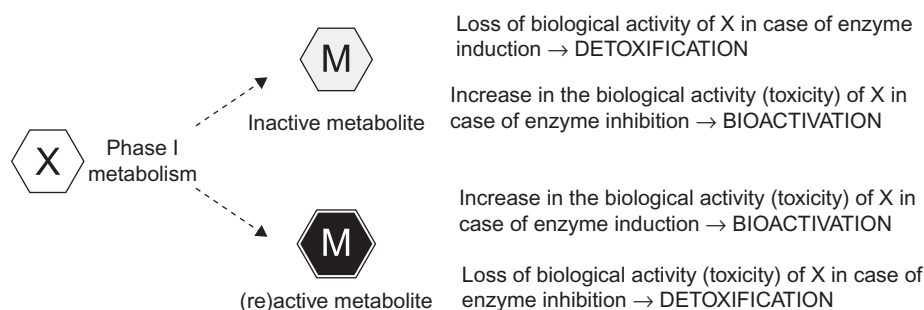 M
Inactive metabolite
Loss of biological activity of X in case of enzyme
induction → DETOXIFICATION
Increase in the biological activity (toxicity) of X in
case of enzyme inhibition → BIOACTIVATION
X
Phase I
metabolism
M
(re)active metabolite
Increase in the biological activity (toxicity) of X in
case of enzyme induction → BIOACTIVATION
Loss of biological activity (toxicity) of X in case of
enzyme inhibition → DETOXIFICATION